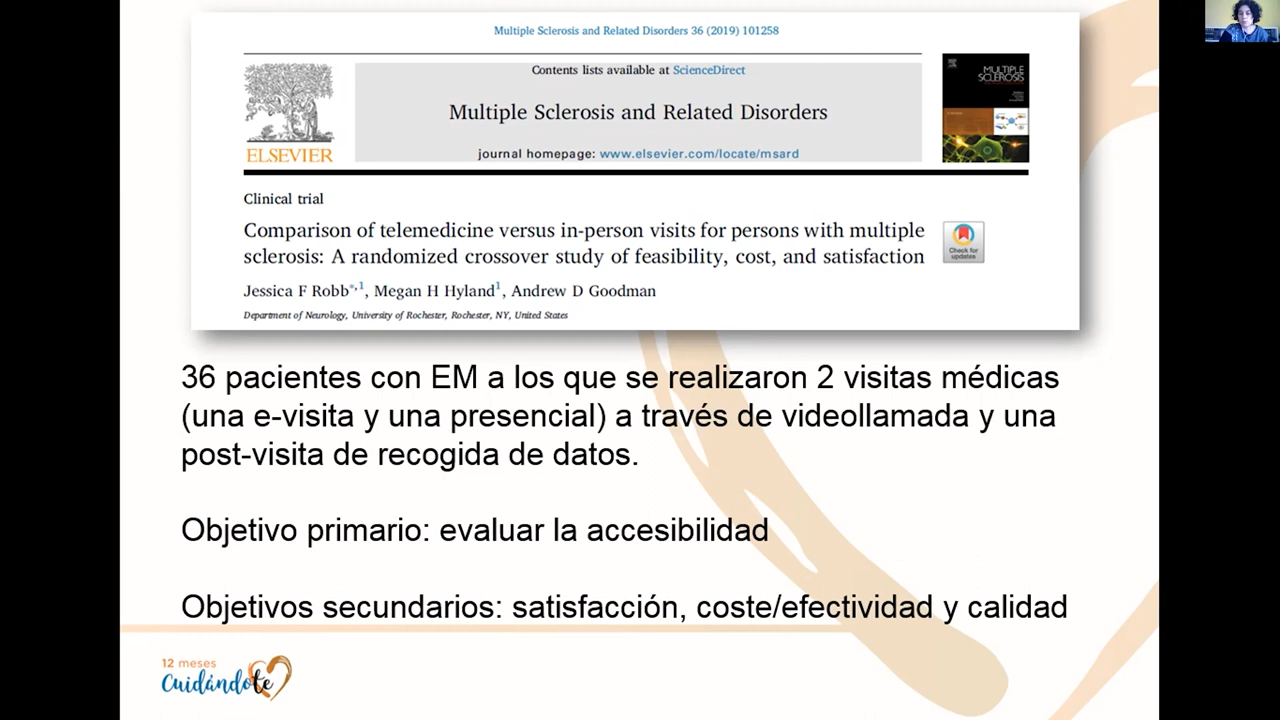 Multiple Sclerosis and Related Disorders 36 (2019) 101258
Contents lists available at ScienceDirect
Multiple Sclerosis and Related Disorders
journal homepage: www.elsevier.com/locate/msard
ELSEVIER
MULTIPLE
SCLEROSIS
Clinical trial
Comparison of telemedicine versus in-person visits for persons with multiple
sclerosis: A randomized crossover study of feasibility, cost, and satisfaction
Check for
updates
Jessica F Robb*,1, Megan H Hyland1, Andrew D Goodman
Department of Neurology, University of Rochester, Rochester, NY, United States
36 pacientes con EM a los que se realizaron 2 visitas médicas
(una e-visita y una presencial) a través de videollamada y una
post-visita de recogida de datos.
Objetivo primario: evaluar la accesibilidad
Objetivos secundarios: satisfacción, coste/efectividad y calidad
12 meses
Cuidándote